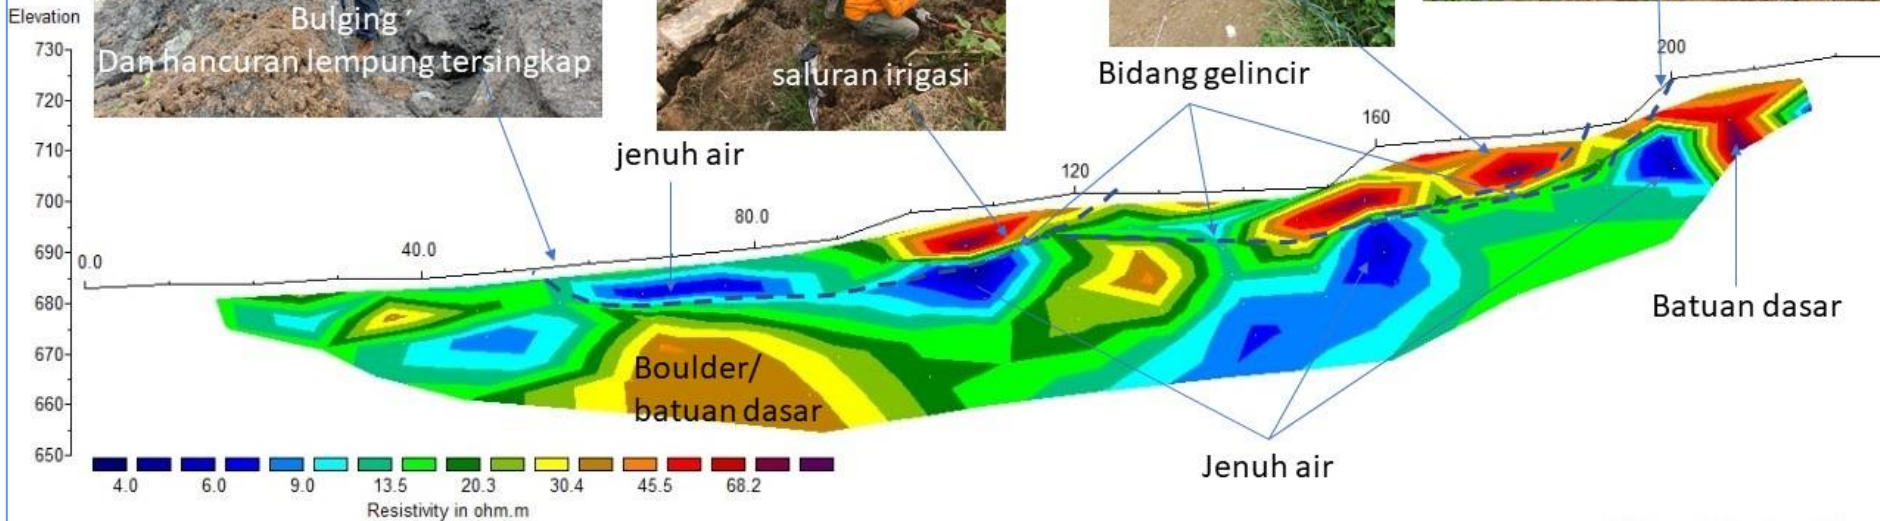 Elevation
730
720
710
700
690
680
670
660
650
Bulging
Dan hancuran lempung tersingkap
saluran irigasi
jenuh air
Bidang gelincir
0.0
40.0
80.0
120
160
200
Boulder/
batuan dasar
Batuan dasar
Jenuh air
4.0 6.0 9.0 13.5 20.3 30.4 45.5 68.2
Resistivity in ohm.m